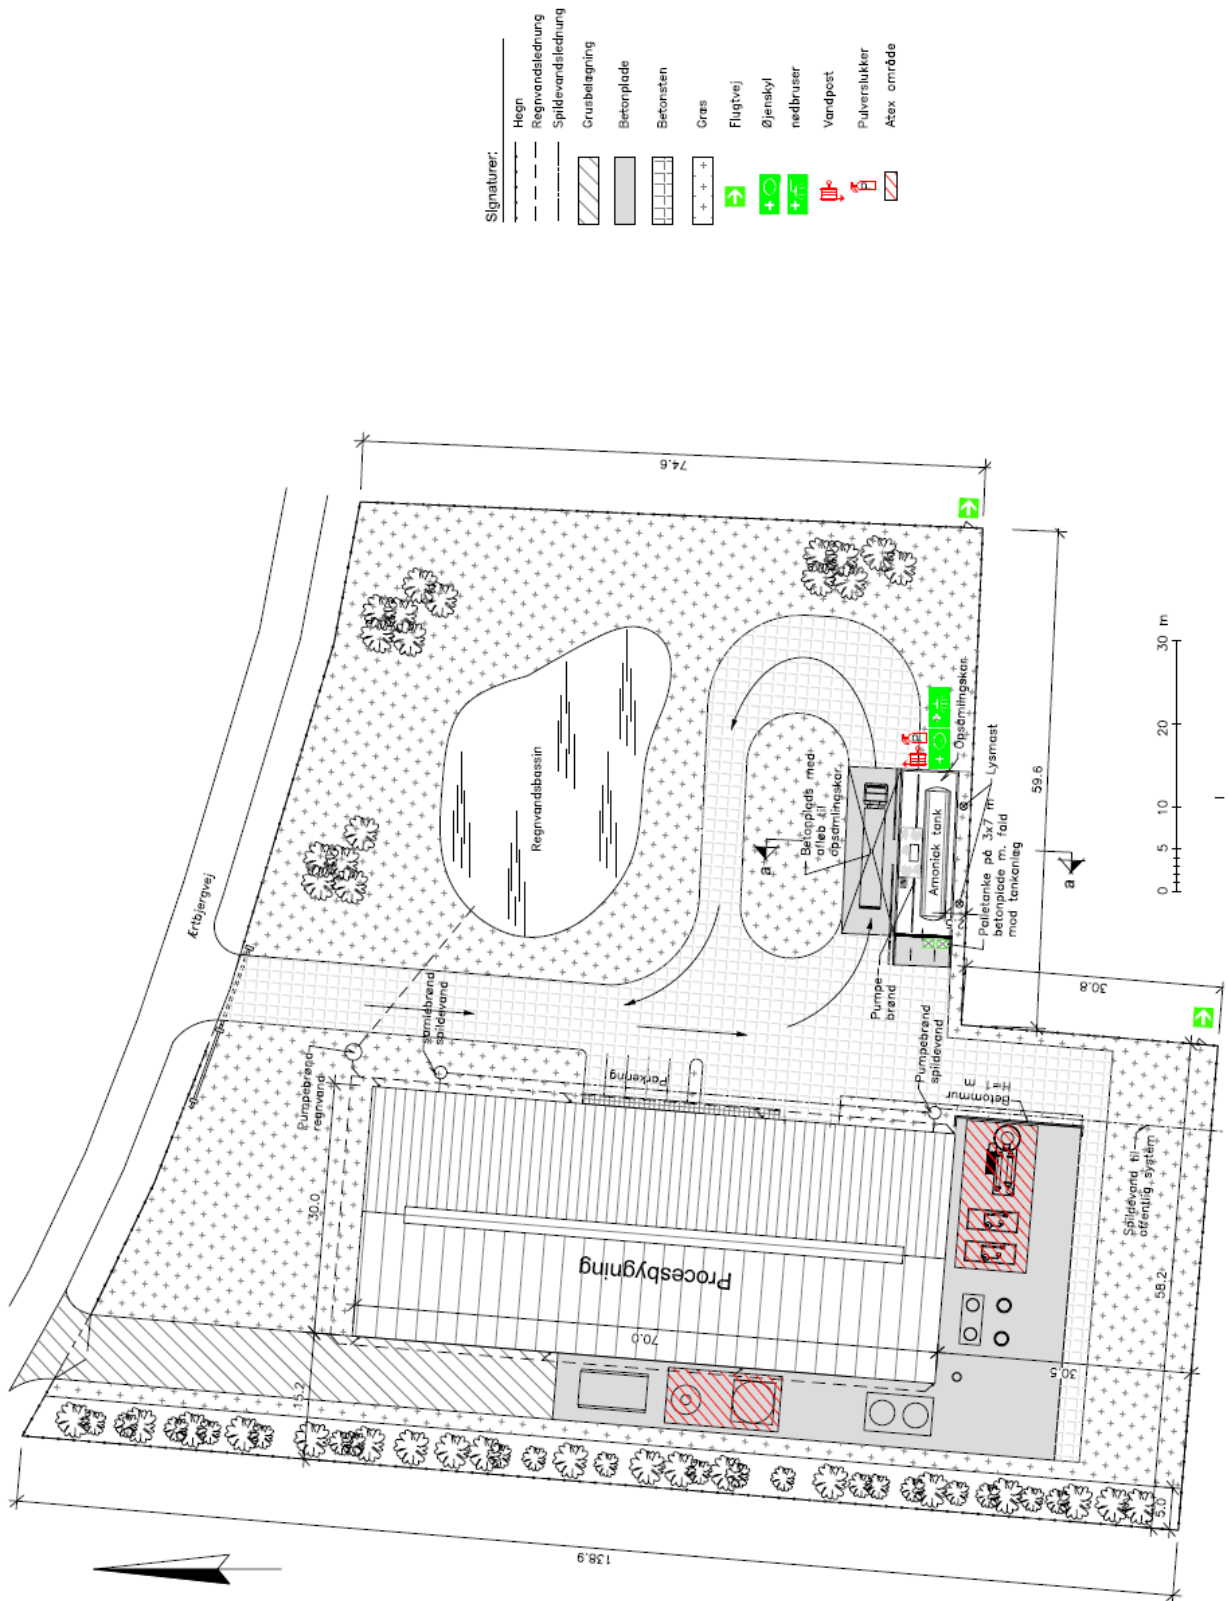 Signaturer:
Hegn
Regnvandsledning
Spildevandsledning
Grusbelægning
Betonplade
Betonsten
Græs
Flugtvej
Øjenskyl
nødbruser
Vandpost
Pulverslukker
Atex område
Ærtbjergvej
74.6
Regnvandsbassin
Betonplads med
afløb til
opsamlingskar.
a
a
Amoniak tank
Opsamlingskar.
Lysmast
Palletanke på 3x7 m
betonplade m. fald
mod tankanlæg
59.6
30.8
0
5
10
20
30
m
Pumpe
brønd
Pumpebrønd
spildevand
samlebrønd
spildevand
Pumpebrønd
regnvand
Parkering
Betonmur
H=1 m
Spildevand til
offentlig system
58.2
30.0
Procesbygning
70.0
30.5
15.2
5.0
138.9